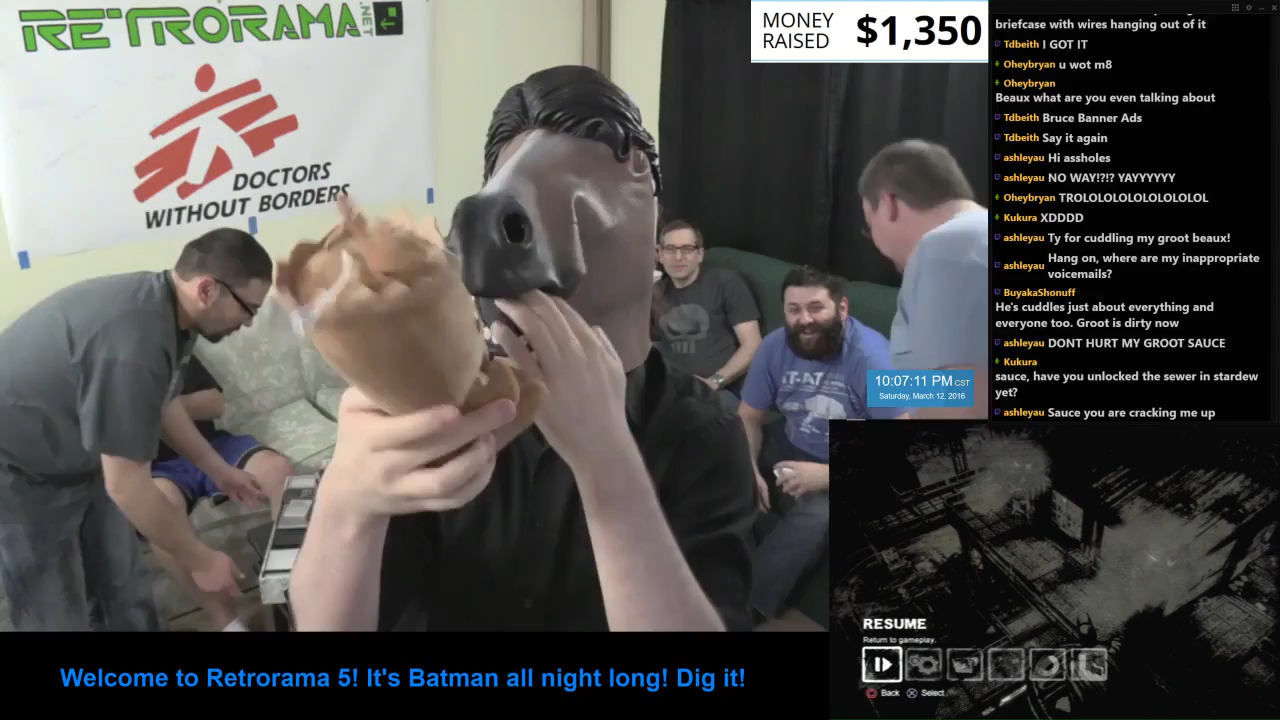 RETRORAMA
.NET
DOCTORS
WITHOUT BORDERS
MONEY
RAISED
$1,350
10:07:11 PM CST
Saturday, March 12, 2016
briefcase with wires hanging out of it
Tdbeith I GOT IT
Oheybryan u wot m8
Oheybryan
Beaux what are you even talking about
Tdbeith Bruce Banner Ads
Tdbeith Say it again
ashleyau Hi assholes
ashleyau NO WAY!?!? YAYYYYYY
Oheybryan TROLOLOLOLOLOLOLOL
Kukura XDDDD
ashleyau Ty for cuddling my groot beaux!
ashleyau Hang on, where are my inappropriate
voicemails?
BuyakaShonuff
He's cuddles just about everything and
everyone too. Groot is dirty now
ashleyau DONT HURT MY GROOT SAUCE
Kukura
sauce, have you unlocked the sewer in stardew
yet?
ashleyau Sauce you are cracking me up
RESUME
Return to gameplay.
Back Select
Welcome to Retrorama 5! It's Batman all night long! Dig it!